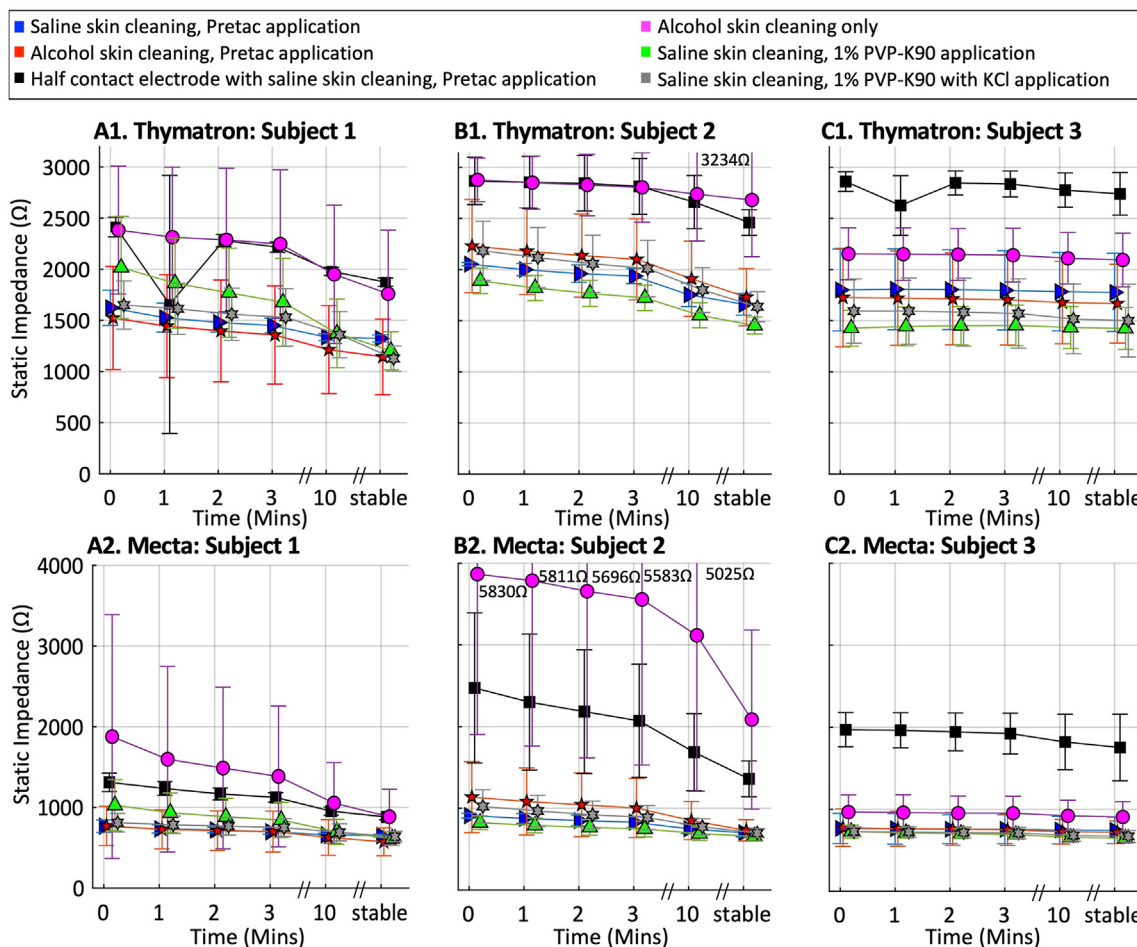 Saline skin cleaning, Pretac application
Alcohol skin cleaning, Pretac application
Half contact electrode with saline skin cleaning, Pretac application
Alcohol skin cleaning only
Saline skin cleaning, 1% PVP-K90 application
Saline skin cleaning, 1% PVP-K90 with KCl application
A1. Thymatron: Subject 1
B1. Thymatron: Subject 2
C1. Thymatron: Subject 3
3234Ω
Static Impedance (Ω)
3000
2500
2000
1500
1000
500
0
0 1 2 3 // 10 // stable
0 1 2 3 // 10 // stable
0 1 2 3 // 10 // stable
Time (Mins)
Time (Mins)
Time (Mins)
A2. Mecta: Subject 1
B2. Mecta: Subject 2
C2. Mecta: Subject 3
5830Ω
5811Ω
5696Ω
5583Ω
5025Ω
Static Impedance (Ω)
4000
3000
2000
1000
0
0 1 2 3 // 10 // stable
0 1 2 3 // 10 // stable
0 1 2 3 // 10 // stable
Time (Mins)
Time (Mins)
Time (Mins)